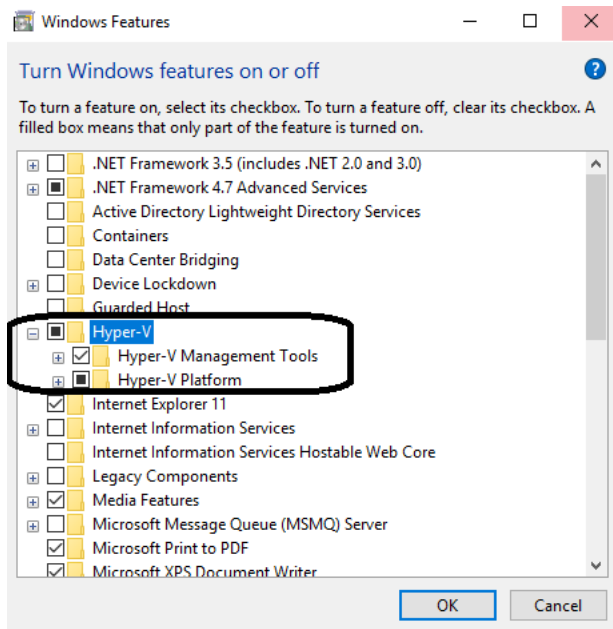 Windows Features
Turn Windows features on or off
?
To turn a feature on, select its checkbox. To turn a feature off, clear its checkbox. A
filled box means that only part of the feature is turned on.
.NET Framework 3.5 (includes .NET 2.0 and 3.0)
.NET Framework 4.7 Advanced Services
Active Directory Lightweight Directory Services
Containers
Data Center Bridging
Device Lockdown
Guarded Host
Hyper-V
Hyper-V Management Tools
Hyper-V Platform
Internet Explorer 11
Internet Information Services
Internet Information Services Hostable Web Core
Legacy Components
Media Features
Microsoft Message Queue (MSMQ) Server
Microsoft Print to PDF
Microsoft XPS Document Writer
OK
Cancel